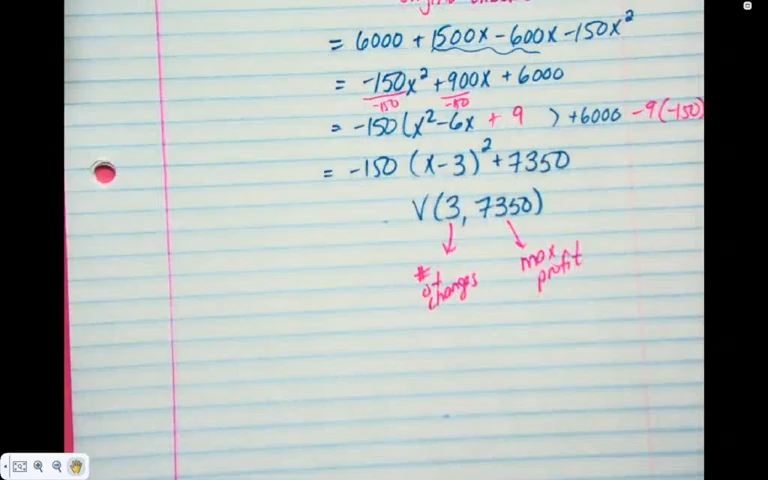 = 6000 + 1500x - 600x - 150x²
= -150x² + 900x + 6000
-150 -150
= -150(x² - 6x + 9 ) + 6000 - 9(-150)
= -150 (x - 3)² + 7350
V(3, 7350)
# of changes
max profit